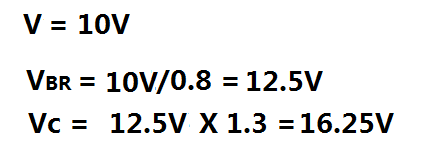 V = 10V
VBR = 10V/0.8 = 12.5V
Vc = 12.5V X 1.3 = 16.25V